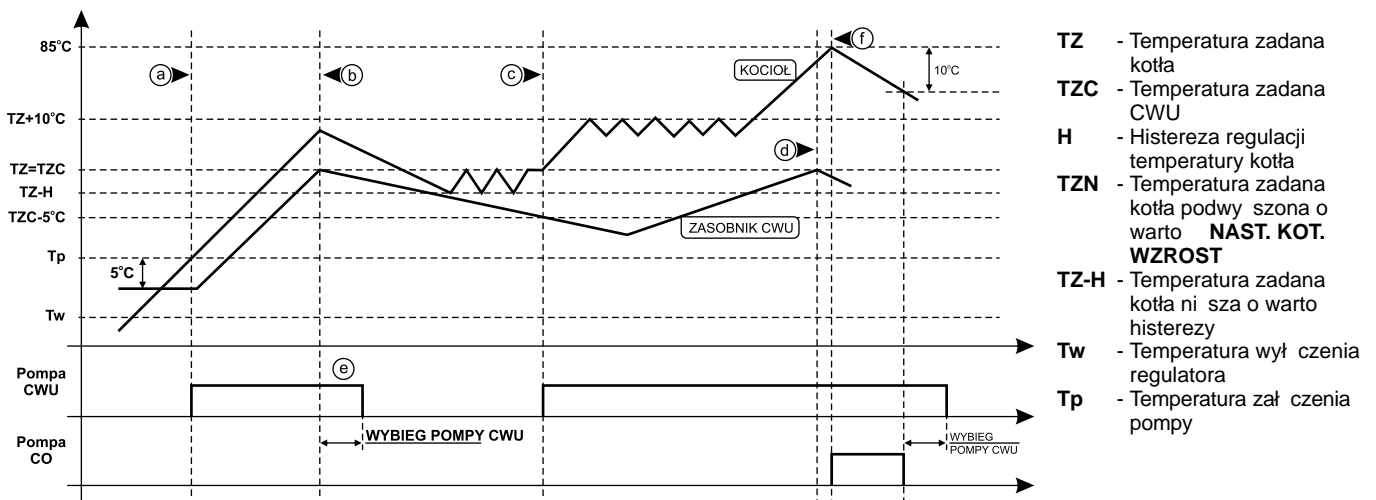 85°C
a
b
c
f
KOCIOŁ
10°C
TZ+10°C
d
TZ=TZC
TZ-H
TZC-5°C
ZASOBNIK CWU
Tp
5°C
Tw
Pompa
CWU
e
WYBIEG POMPY CWU
WYBIEG
POMPY CWU
Pompa
CO
TZ - Temperatura zadana
kotła
TZC - Temperatura zadana
CWU
H - Histereza regulacji
temperatury kotła
TZN - Temperatura zadana
kotła podwy szona o
warto NAST. KOT.
WZROST
TZ-H - Temperatura zadana
kotła ni sza o warto
histerezy
Tw - Temperatura wył czenia
regulatora
Tp - Temperatura zał czenia
pompy